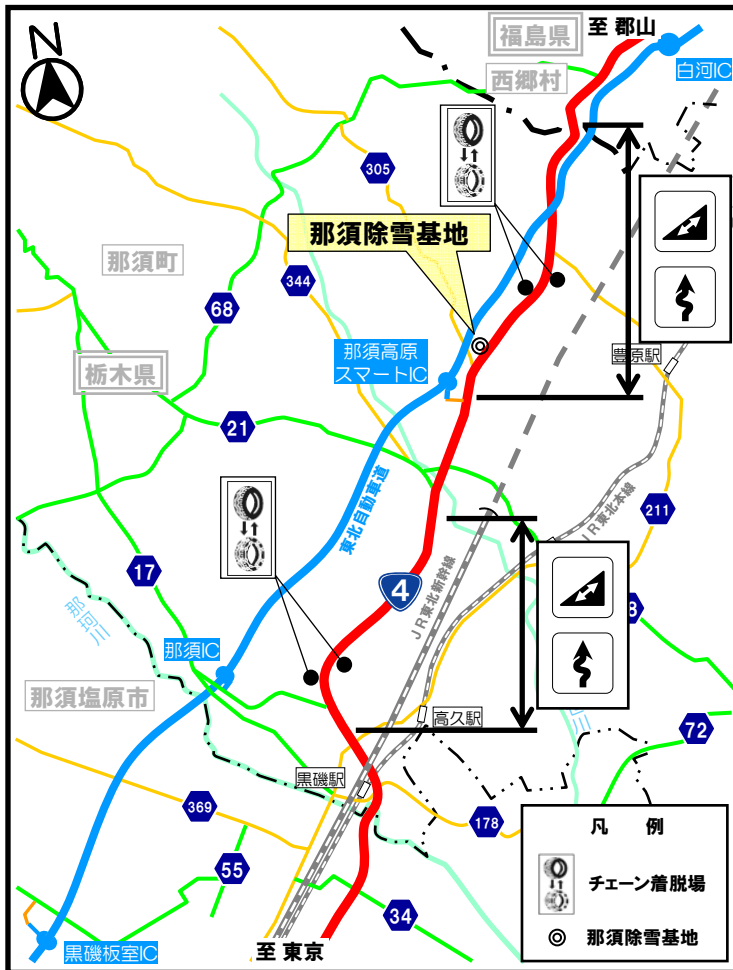 N
福島県
至 郡山
白河IC
西郷村
305
那須除雪基地
那須町
344
68
那須高原
スマートIC
豊原駅
栃木県
21
東北自動車道
211
JR東北本線
17
4
JR東北新幹線
8
那珂川
那須IC
那須塩原市
高久駅
72
黒磯駅
369
178
55
34
黒磯板室IC
至 東京
凡 例
チェーン着脱場
那須除雪基地